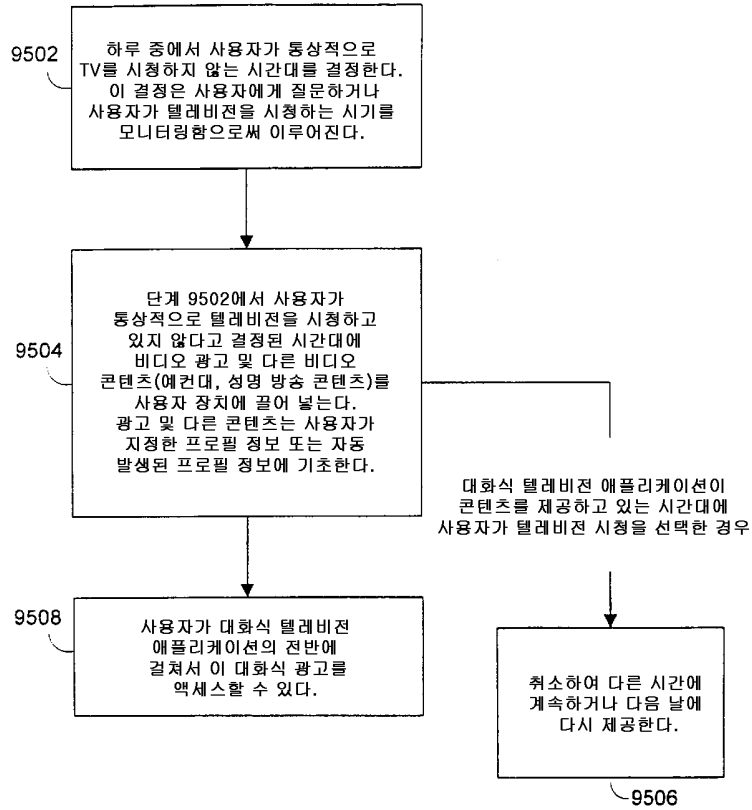 9502
하루 중에서 사용자가 통상적으로
TV를 시청하지 않는 시간대를 결정한다.
이 결정은 사용자에게 질문하거나
사용자가 텔레비전을 시청하는 시기를
모니터링함으로써 이루어진다.
9504
단계 9502에서 사용자가
통상적으로 텔레비전을 시청하고
있지 않다고 결정된 시간대에
비디오 광고 및 다른 비디오
콘텐츠(예컨대, 성명 방송 콘텐츠)를
사용자 장치에 끌어 넣는다.
광고 및 다른 콘텐츠는 사용자가
지정한 프로필 정보 또는 자동
발생된 프로필 정보에 기초한다.
대화식 텔레비전 애플리케이션이
콘텐츠를 제공하고 있는 시간대에
사용자가 텔레비전 시청을 선택한 경우
9508
사용자가 대화식 텔레비전
애플리케이션의 전반에
걸쳐서 이 대화식 광고를
액세스할 수 있다.
취소하여 다른 시간에
계속하거나 다음 날에
다시 제공한다.
9506